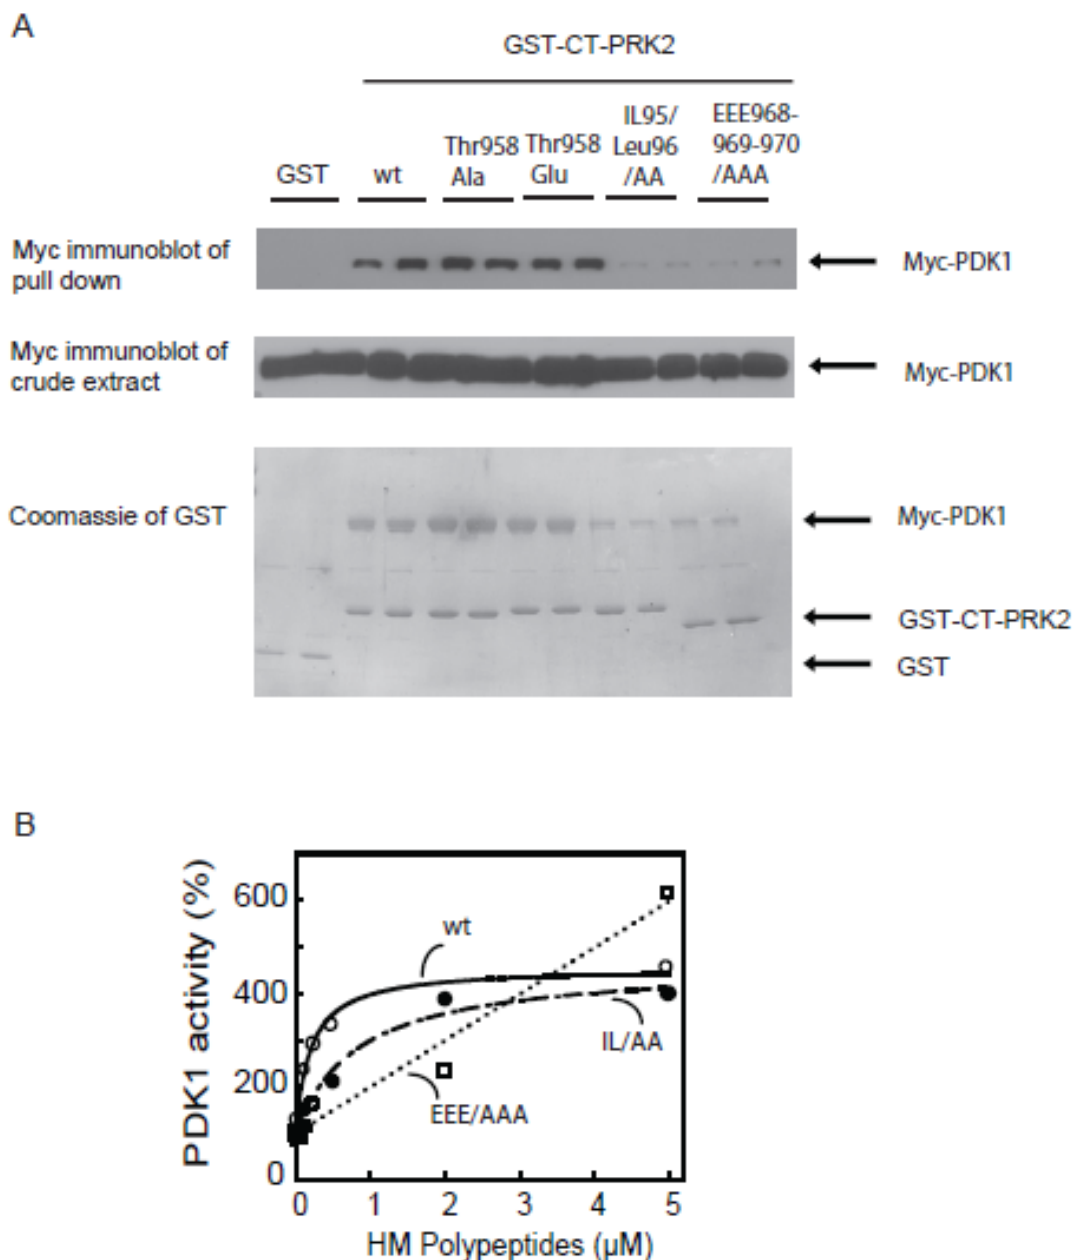 A
GST-CT-PRK2
GST
wt
Thr958
Ala
Thr958
Glu
IL95/
Leu96
/AA
EEE968-
969-970
/AAA
Myc immunoblot of
pull down
Myc-PDK1
Myc immunoblot of
crude extract
Myc-PDK1
Coomassie of GST
Myc-PDK1
GST-CT-PRK2
GST
B
PDK1 activity (%)
600
400
200
0
wt
IL/AA
EEE/AAA
0 1 2 3 4 5
HM Polypeptides (µM)